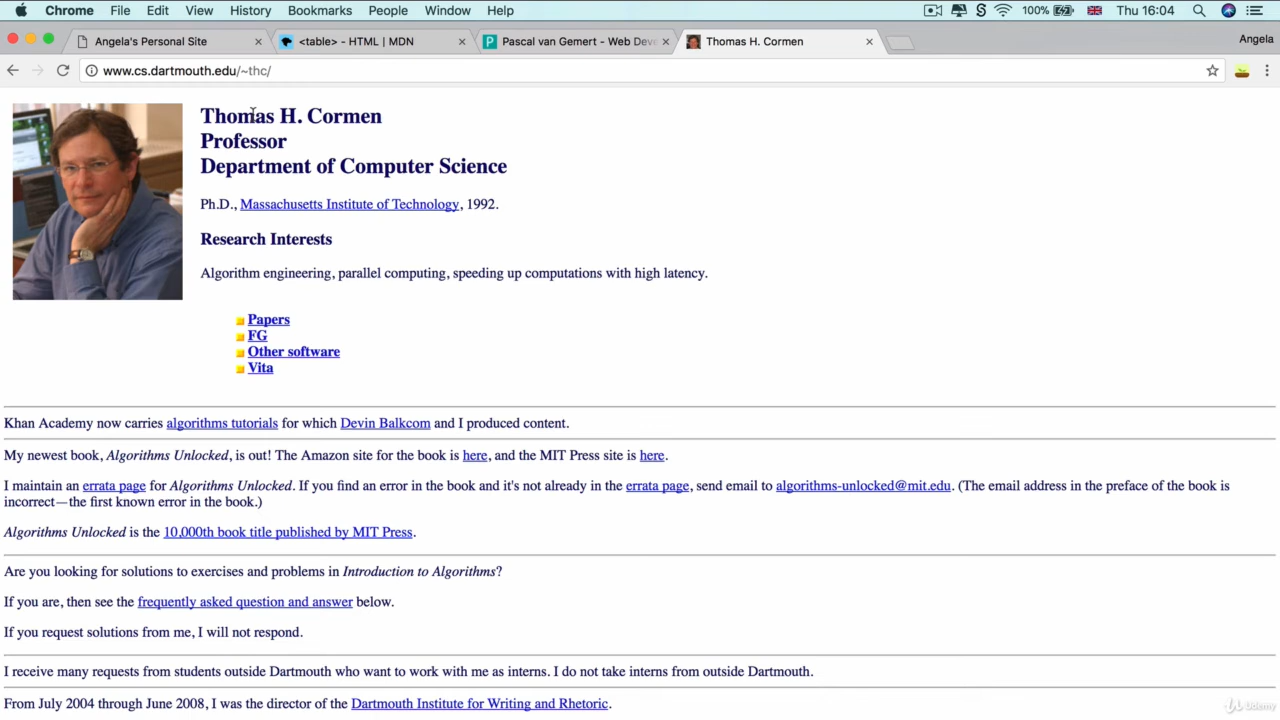 Chrome File Edit View History Bookmarks People Window Help 100% Thu 16:04
Angela's Personal Site <table> - HTML | MDN Pascal van Gemert - Web Deve Thomas H. Cormen Angela
www.cs.dartmouth.edu/~thc/
Thomas H. Cormen
Professor
Department of Computer Science
Ph.D., Massachusetts Institute of Technology, 1992.
Research Interests
Algorithm engineering, parallel computing, speeding up computations with high latency.
Papers
FG
Other software
Vita
Khan Academy now carries algorithms tutorials for which Devin Balkcom and I produced content.
My newest book, Algorithms Unlocked, is out! The Amazon site for the book is here, and the MIT Press site is here.
I maintain an errata page for Algorithms Unlocked. If you find an error in the book and it's not already in the errata page, send email to algorithms-unlocked@mit.edu. (The email address in the preface of the book is
incorrect—the first known error in the book.)
Algorithms Unlocked is the 10,000th book title published by MIT Press.
Are you looking for solutions to exercises and problems in Introduction to Algorithms?
If you are, then see the frequently asked question and answer below.
If you request solutions from me, I will not respond.
I receive many requests from students outside Dartmouth who want to work with me as interns. I do not take interns from outside Dartmouth.
From July 2004 through June 2008, I was the director of the Dartmouth Institute for Writing and Rhetoric.
Udemy